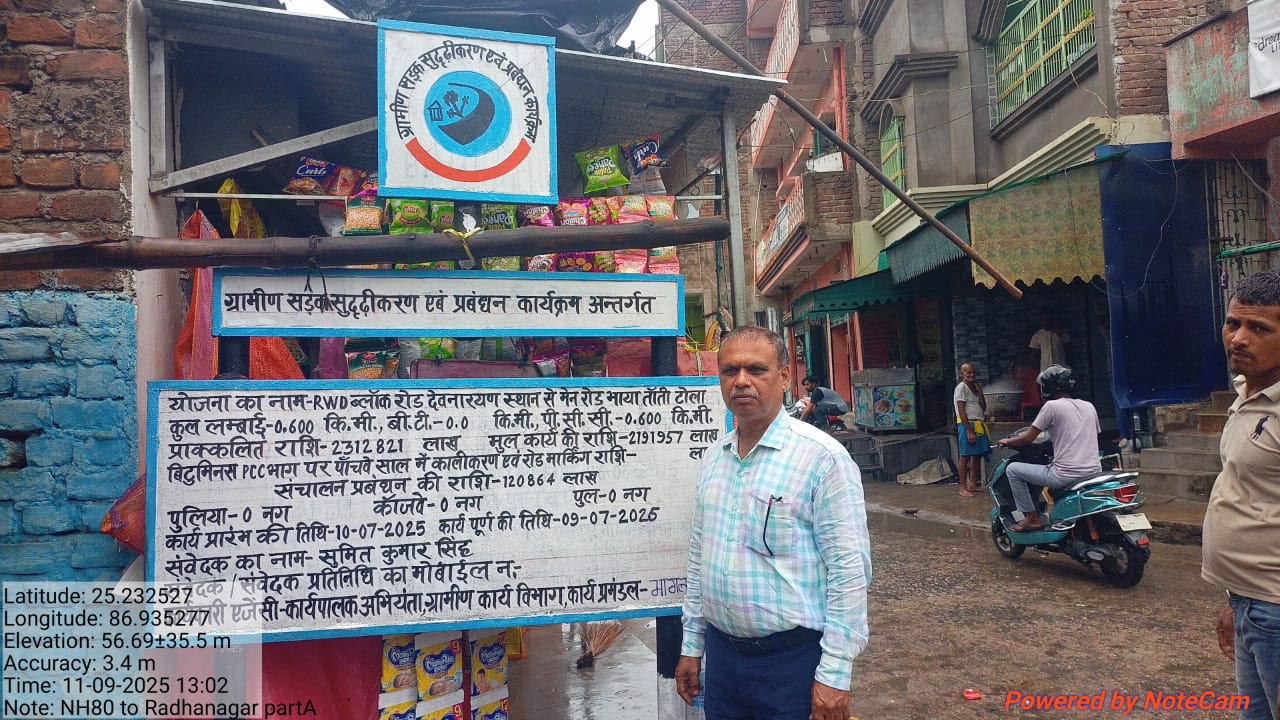 ग्रामीण सड़क सुदृढ़ीकरण एवं प्रबंधन कार्यक्रम
ग्रामीण सड़क सुदृढ़ीकरण एवं प्रबंधन कार्यक्रम अन्तर्गत
योजना का नाम-RWD ब्लॉक रोड देवनारयण स्थान से मेन रोड भाया ताँती टोला
कुल लम्बाई-0.600 कि.मी., बी.टी.-0.0 कि.मी., पी.सी.सी.-0.600 कि.मी.
प्राक्कलित राशि-2312821 लाख मुल कार्य की राशि-2191957 लाख
बिटुमिनस PCC भाग पर पाँचवे साल में कालीकरण एवं रोड मार्किंग राशि-
संचालन प्रबंधन की राशि-120864 लाख
पुलिया-0 नग कॉजवे-0 नग पुल-0 नग
कार्य प्रारंभ की तिथि-10-07-2025 कार्य पूर्ण की तिथि-09-07-2026
संवेदक का नाम-सुमित कुमार सिंह
संवेदक प्रतिनिधि का मोबाईल न.-
एजेंसी-कार्यपालक अभियंता, ग्रामीण कार्य विभाग, कार्य प्रमंडल-
Latitude: 25.232527
Longitude: 86.935277
Elevation: 56.69±35.5 m
Accuracy: 3.4 m
Time: 11-09-2025 13:02
Note: NH80 to Radhanagar partA
Powered by NoteCam